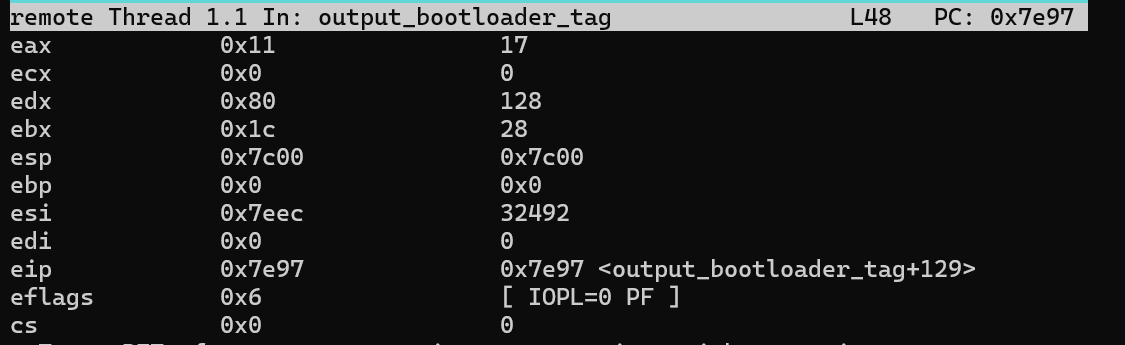 remote Thread 1.1 In: output_bootloader_tag L48 PC: 0x7e97
eax 0x11 17
ecx 0x0 0
edx 0x80 128
ebx 0x1c 28
esp 0x7c00 0x7c00
ebp 0x0 0x0
esi 0x7eec 32492
edi 0x0 0
eip 0x7e97 0x7e97 <output_bootloader_tag+129>
eflags 0x6 [ IOPL=0 PF ]
cs 0x0 0